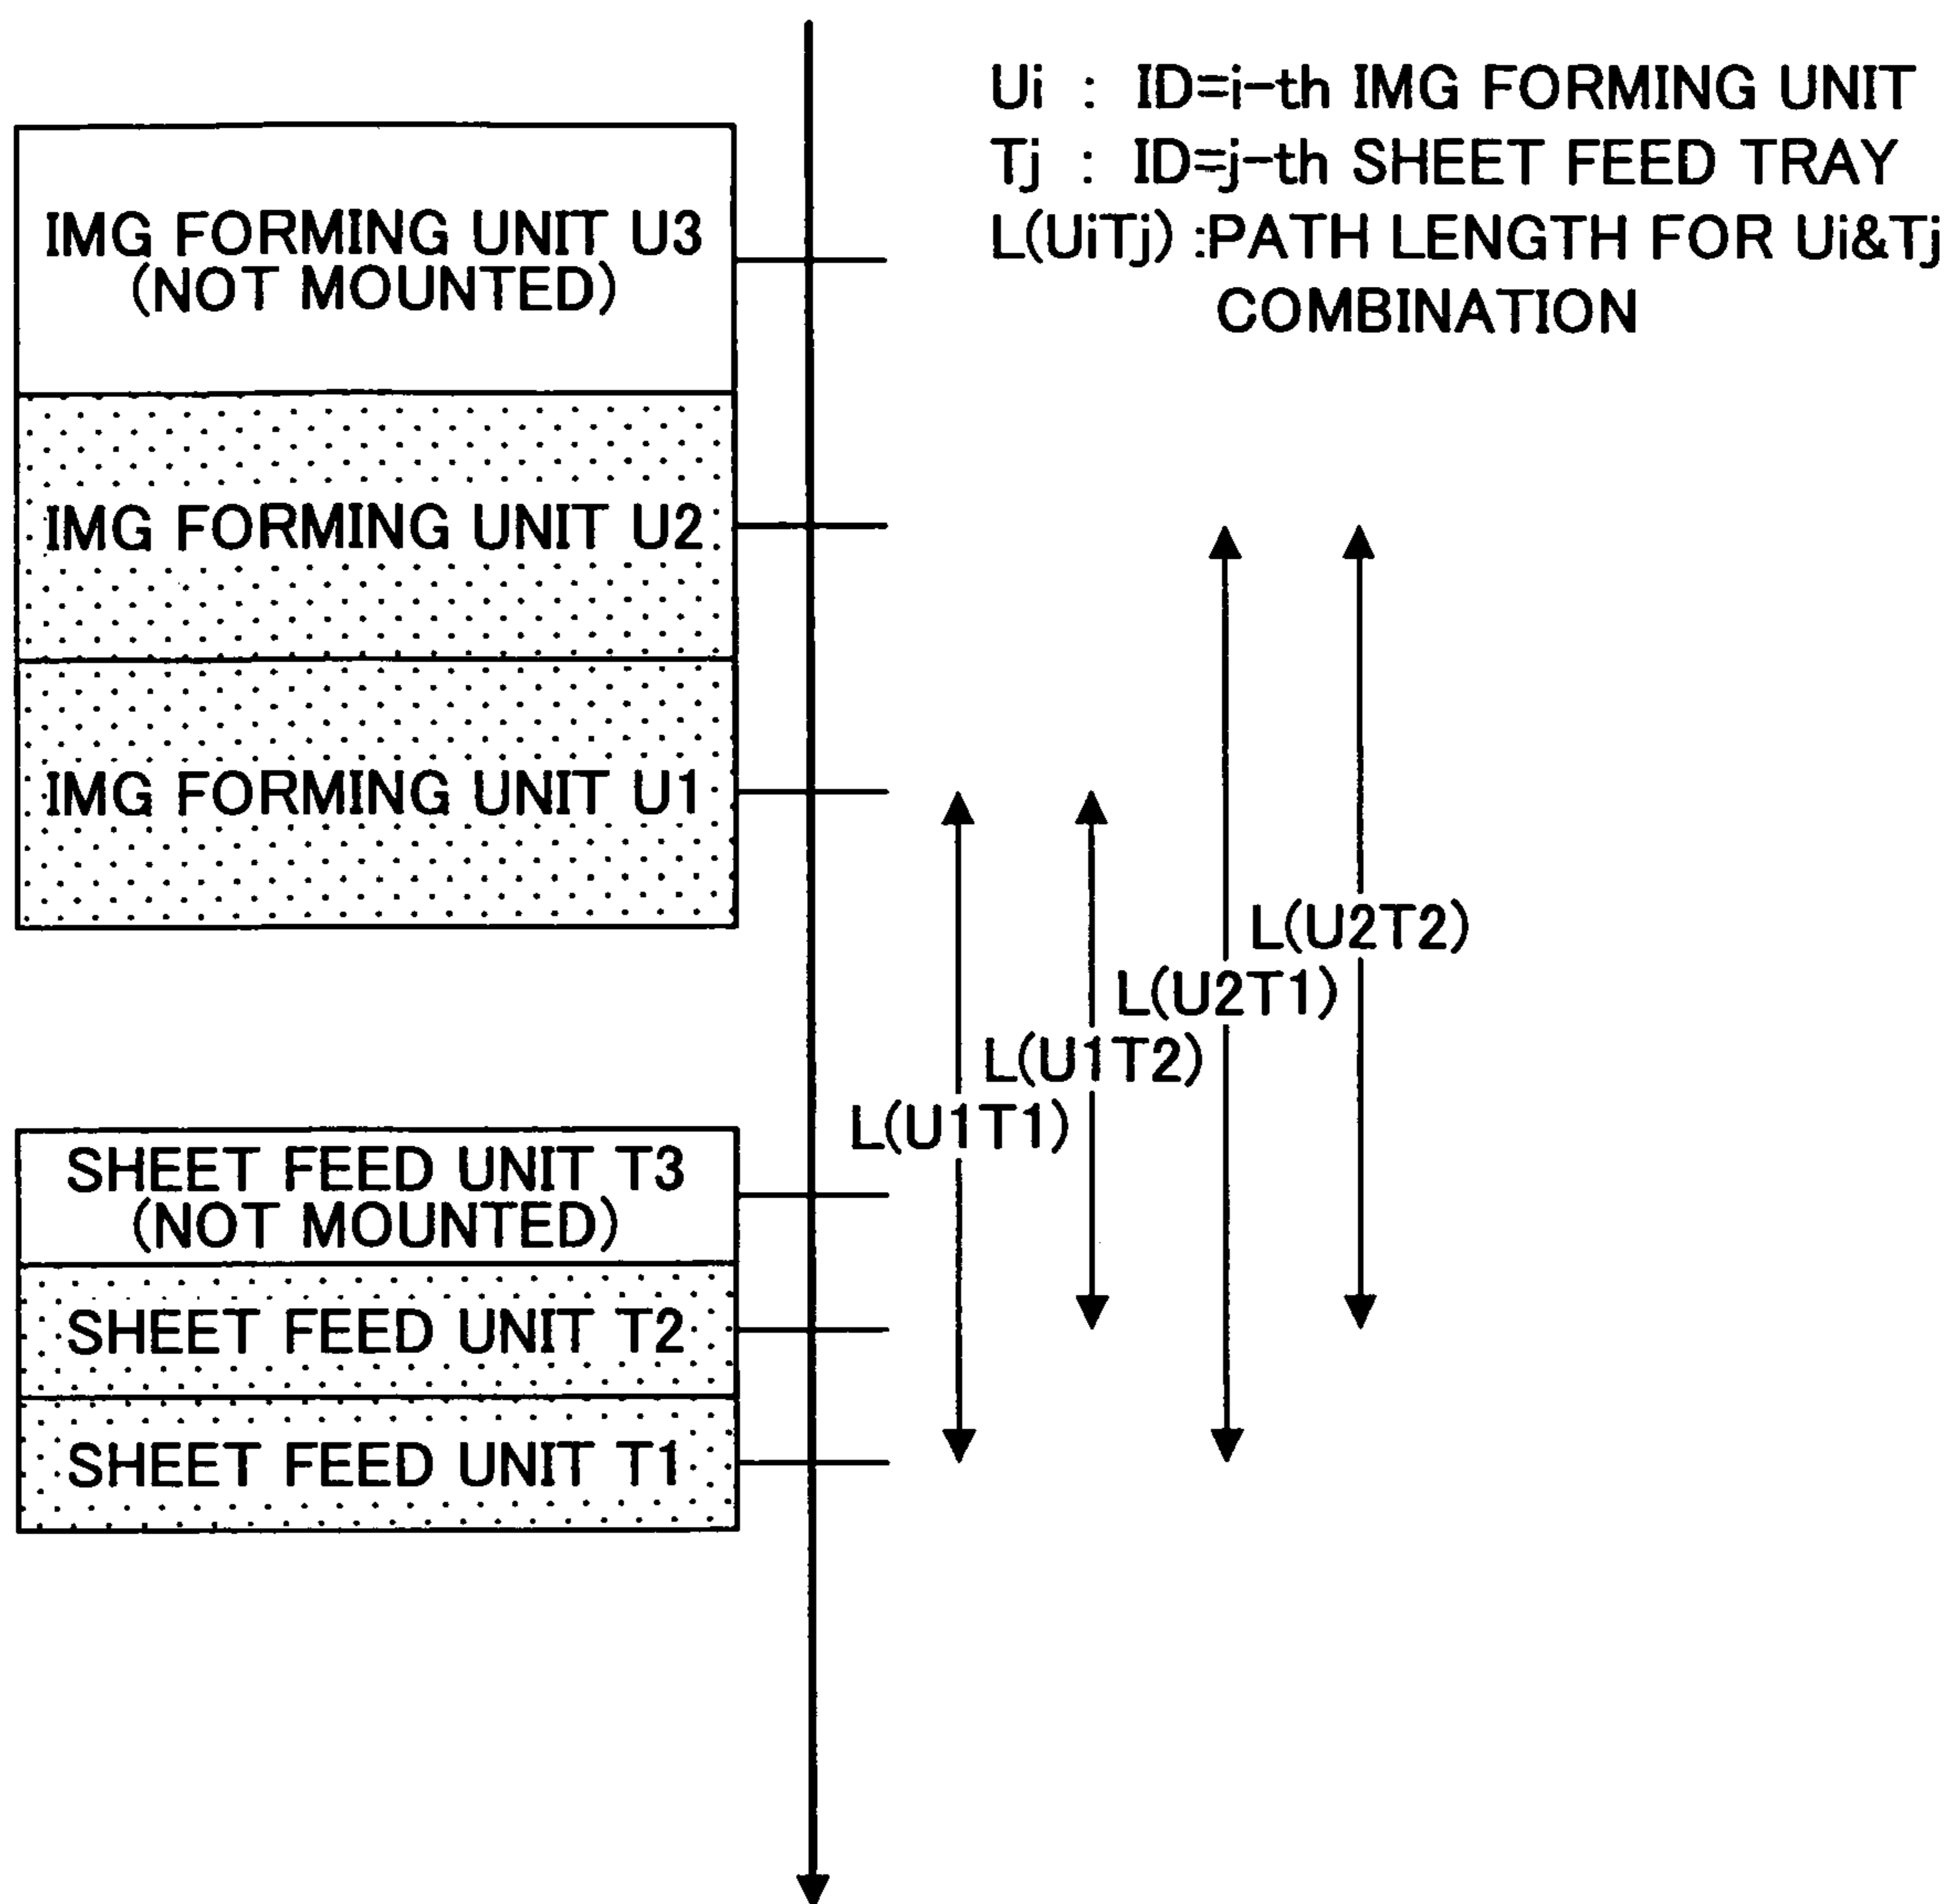 Ui : ID=i-th IMG FORMING UNIT
Tj : ID=j-th SHEET FEED TRAY
L(UiTj) :PATH LENGTH FOR Ui&Tj
COMBINATION
IMG FORMING UNIT U3
(NOT MOUNTED)
IMG FORMING UNIT U2
IMG FORMING UNIT U1
L(U2T2)
L(U2T1)
L(U1T2)
L(U1T1)
SHEET FEED UNIT T3
(NOT MOUNTED)
SHEET FEED UNIT T2
SHEET FEED UNIT T1